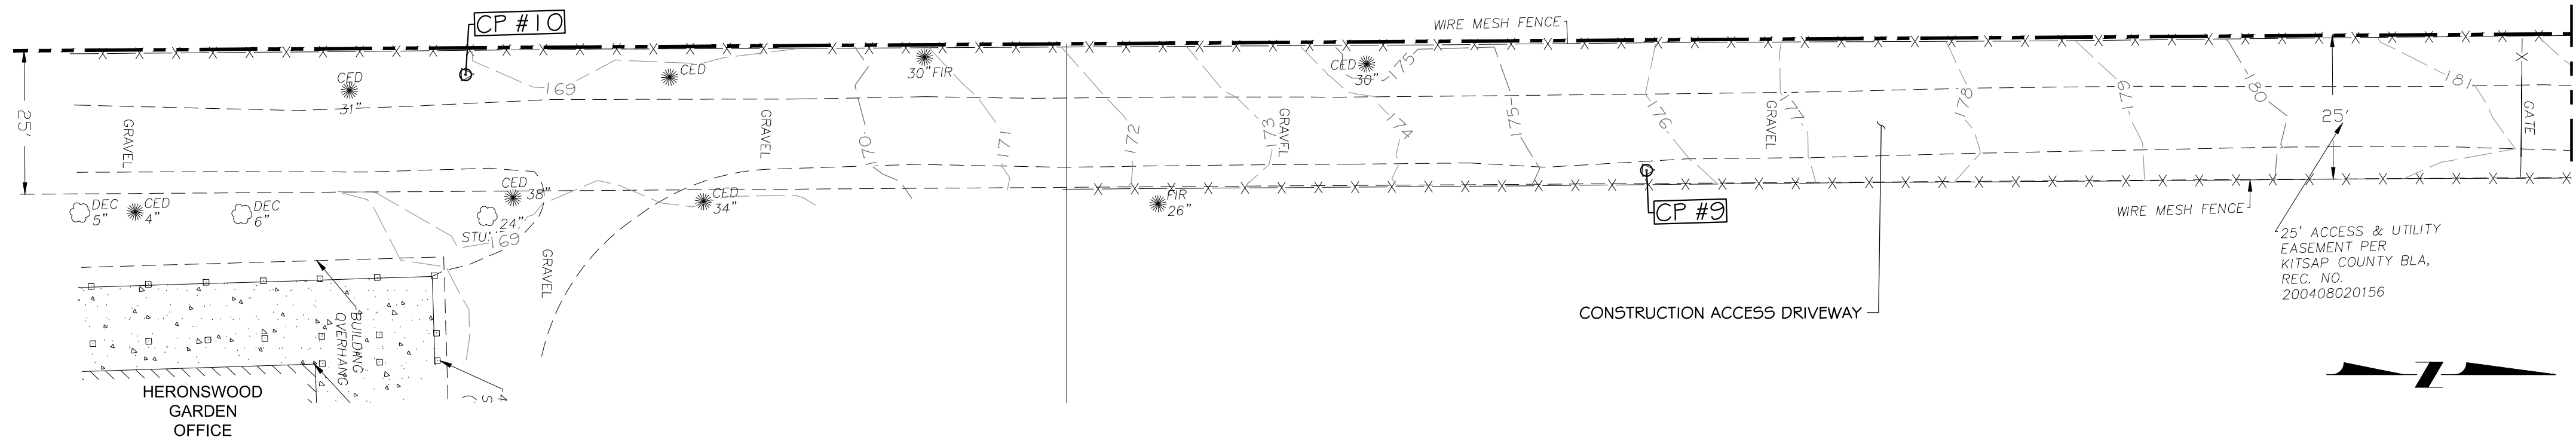 CP #10
WIRE MESH FENCE
CED
31"
169
CED
30" FIR
CED
30"
175
181
25'
GRAVEL
GRAVEL
170
171
172
173
GRAVEL
174
175
176
GRAVEL
177
178
179
180
25'
GATE
CED
38"
DEC
5"
CED
4"
DEC
6"
24"
169
CED
34"
FIR
26"
CP #9
WIRE MESH FENCE
GRAVEL
25' ACCESS & UTILITY
EASEMENT PER
KITSAP COUNTY BLA,
REC. NO.
200408020156
CONSTRUCTION ACCESS DRIVEWAY
BUILDING
OVERHANG
HERONSWOOD
GARDEN
OFFICE
Z